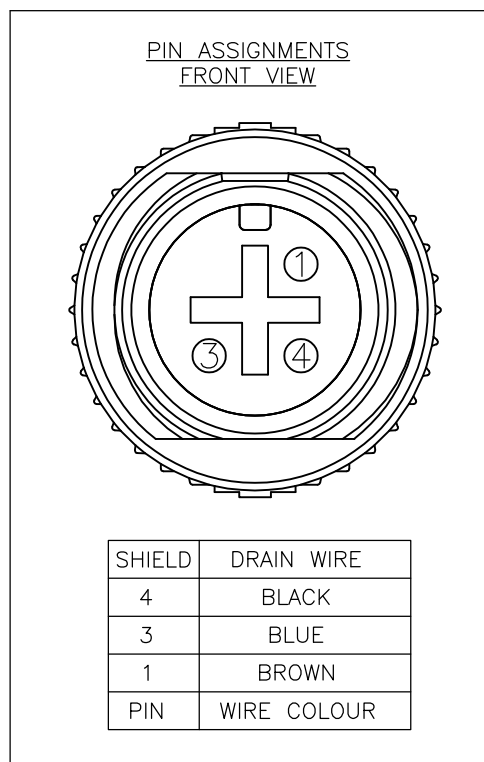 PIN ASSIGNMENTS
FRONT VIEW
1
3 4
SHIELD DRAIN WIRE
4 BLACK
3 BLUE
1 BROWN
PIN WIRE COLOUR